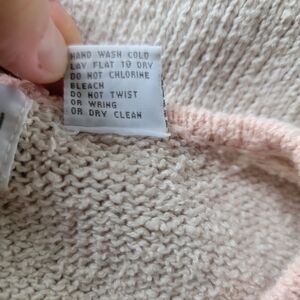 HAND WASH COLD
LAY FLAT TO DRY
DO NOT CHLORINE
BLEACH
DO NOT TWIST
OR WRING
OR DRY CLEAN